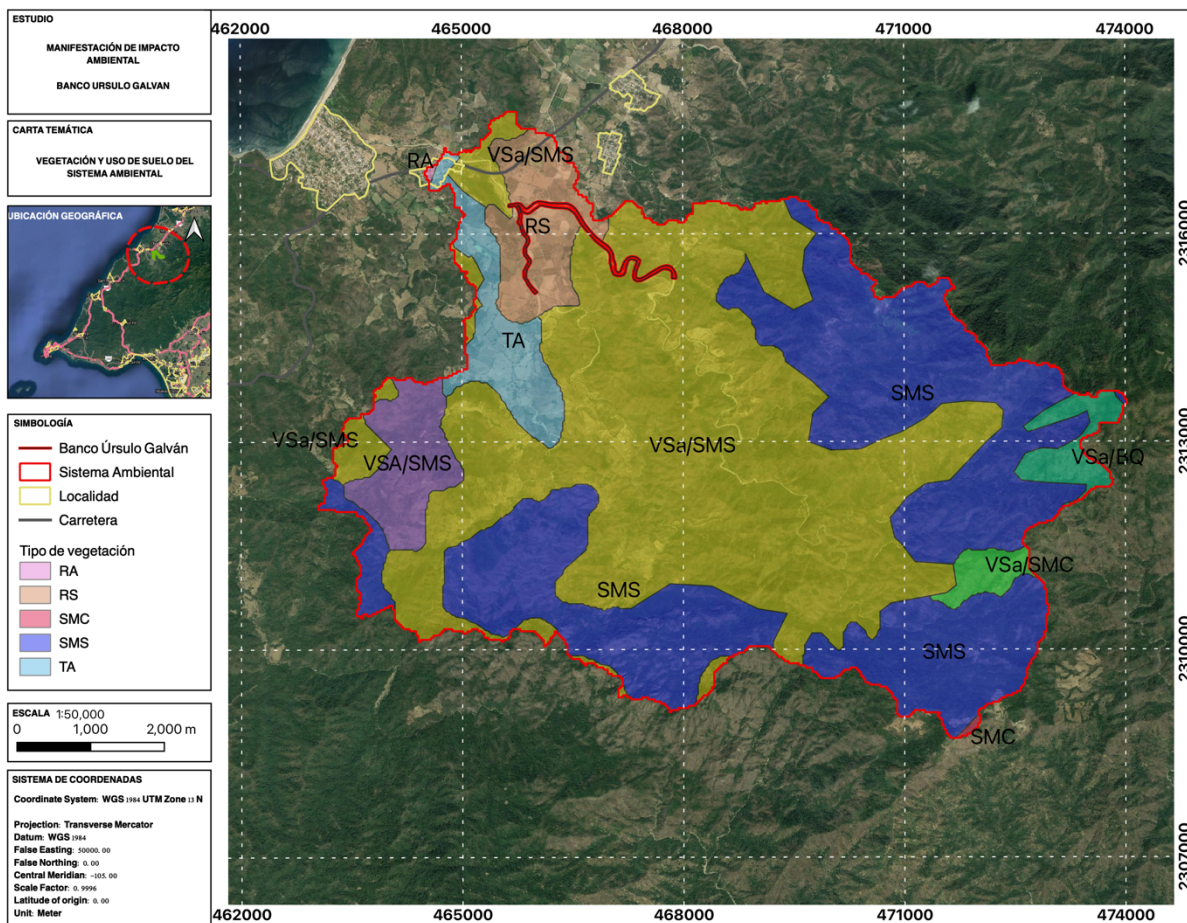 ESTUDIO
MANIFESTACIÓN DE IMPACTO
AMBIENTAL
BANCO URSULO GALVAN
CARTA TEMÁTICA
VEGETACIÓN Y USO DE SUELO DEL
SISTEMA AMBIENTAL
UBICACIÓN GEOGRÁFICA
SIMBOLOGÍA
Banco Úrsulo Galván
Sistema Ambiental
Localidad
Carretera
Tipo de vegetación
RA
RS
SMC
SMS
TA
ESCALA 1:50,000
0 1,000 2,000 m
SISTEMA DE COORDENADAS
Coordinate System: WGS 1984 UTM Zone 13 N
Projection: Transverse Mercator
Datum: WGS 1984
False Easting: 50000.00
False Northing: 0.00
Central Meridian: -105.00
Scale Factor: 0.9996
Latitude of origin: 0.00
Unit: Meter
462000 465000 468000 471000 474000
RA
VSa/SMS
RS
TA
SMS
VSa/SMS
VSA/SMS
VSa/SMS
VSa/BQ
VSa/SMC
SMS
SMS
SMC
2316000
2313000
2310000
2307000
462000 465000 468000 471000 474000